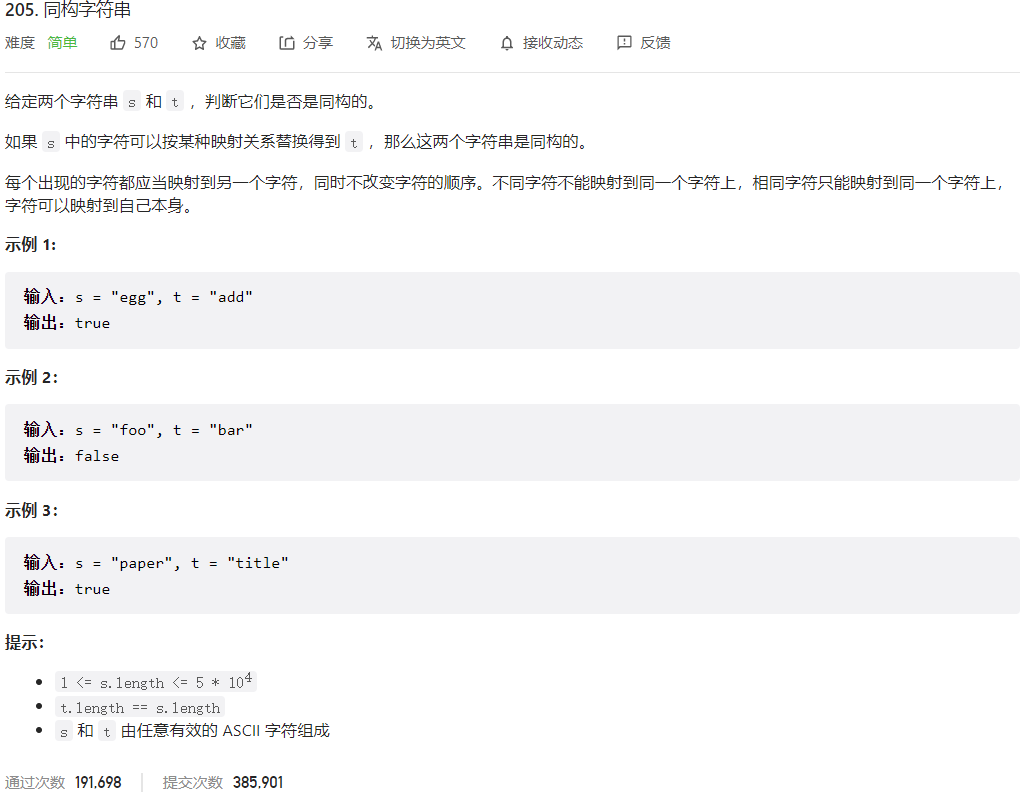 205. 同构字符串
难度 简单 570 收藏 分享 切换为英文 接收动态 反馈
给定两个字符串 s 和 t ，判断它们是否是同构的。
如果 s 中的字符可以按某种映射关系替换得到 t ，那么这两个字符串是同构的。
每个出现的字符都应当映射到另一个字符，同时不改变字符的顺序。不同字符不能映射到同一个字符上，相同字符只能映射到同一个字符上，
字符可以映射到自己本身。
示例 1:
输入：s = "egg", t = "add"
输出：true
示例 2：
输入：s = "foo", t = "bar"
输出：false
示例 3：
输入：s = "paper", t = "title"
输出：true
提示：
1 <= s.length <= 5 * 10⁴
t.length == s.length
s 和 t 由任意有效的 ASCII 字符组成
通过次数 191,698 提交次数 385,901